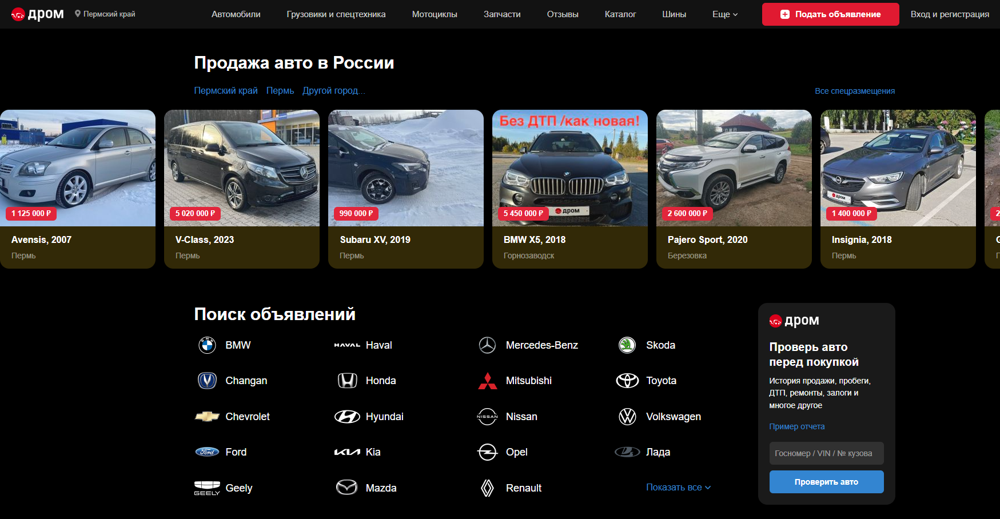 дром
Пермский край
Автомобили
Грузовики и спецтехника
Мотоциклы
Запчасти
Отзывы
Каталог
Шины
Еще
Подать объявление
Вход и регистрация
Продажа авто в России
Пермский край
Пермь
Другой город...
Все спецразмещения
1 125 000 ₽
Avensis, 2007
Пермь
5 020 000 ₽
V-Class, 2023
Пермь
990 000 ₽
Subaru XV, 2019
Пермь
Без ДТП /как новая!
дром
5 450 000 ₽
BMW X5, 2018
Горнозаводск
2 600 000 ₽
Pajero Sport, 2020
Березовка
дром
1 400 000 ₽
Insignia, 2018
Пермь
Поиск объявлений
BMW
BMW
HAVAL
Haval
Mercedes-Benz
Skoda
Changan
Honda
Mitsubishi
Toyota
Chevrolet
Hyundai
NISSAN
Nissan
Volkswagen
Ford
Ford
KIA
Kia
Opel
Лада
GEELY
Geely
Mazda
Renault
Показать все
дром
Проверь авто
перед покупкой
История продажи, пробеги,
ДТП, ремонты, залоги и
многое другое
Пример отчета
Госномер / VIN / № кузова
Проверить авто